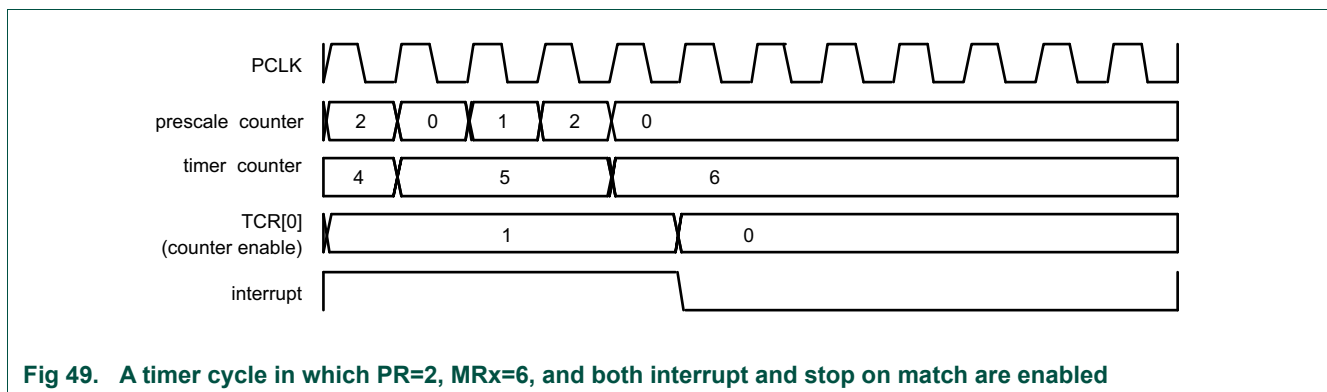 PCLK
prescale counter
2 0 1 2 0
timer counter
4 5 6
TCR[0]
(counter enable)
1 0
interrupt
Fig 49. A timer cycle in which PR=2, MRx=6, and both interrupt and stop on match are enabled